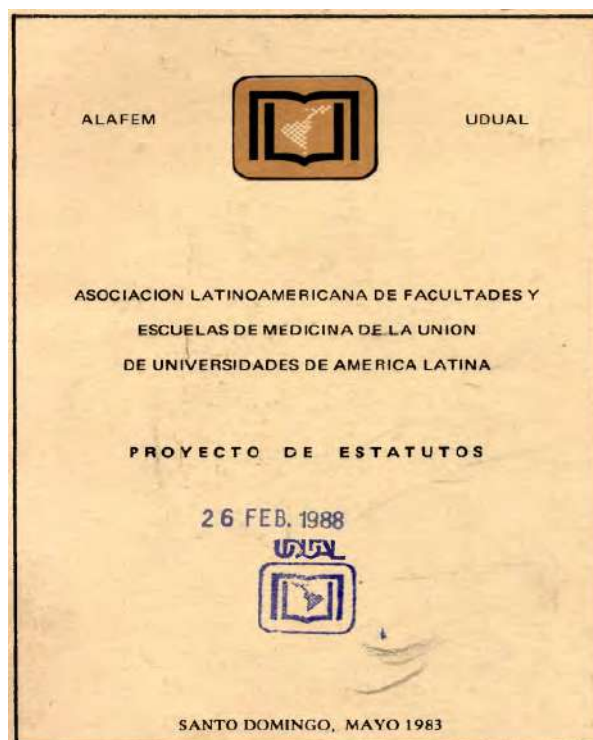 ALAFEM UDUAL
ASOCIACION LATINOAMERICANA DE FACULTADES Y
ESCUELAS DE MEDICINA DE LA UNION
DE UNIVERSIDADES DE AMERICA LATINA
PROYECTO DE ESTATUTOS
26 FEB. 1988
UDUAL
SANTO DOMINGO, MAYO 1983